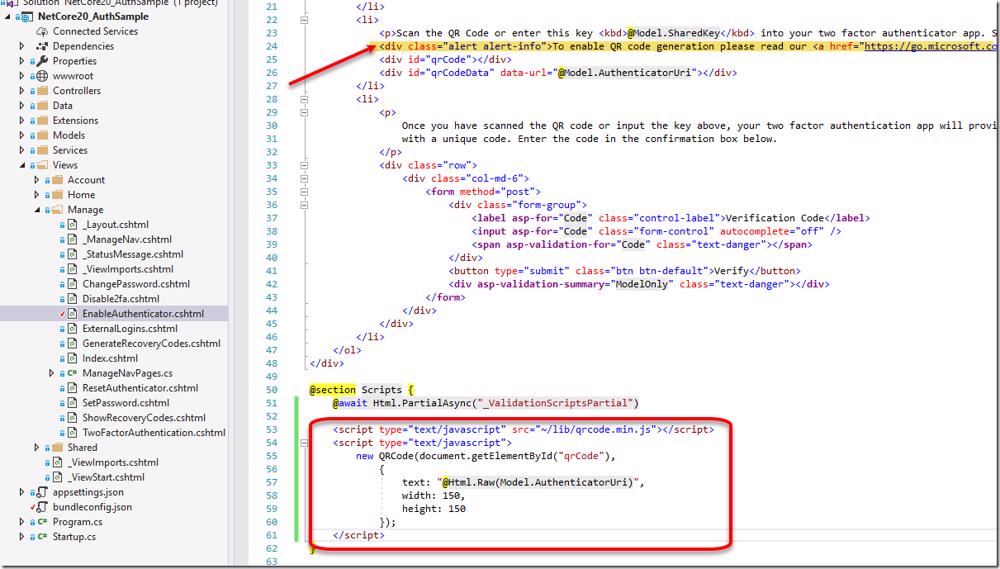 Solution 'NetCore20_AuthSample' (1 project)
NetCore20_AuthSample
Connected Services
Dependencies
Properties
wwwroot
Controllers
Data
Extensions
Models
Services
Views
Account
Home
Manage
_Layout.cshtml
_ManageNav.cshtml
_StatusMessage.cshtml
_ViewImports.cshtml
ChangePassword.cshtml
Disable2fa.cshtml
EnableAuthenticator.cshtml
ExternalLogins.cshtml
GenerateRecoveryCodes.cshtml
Index.cshtml
ManageNavPages.cs
ResetAuthenticator.cshtml
SetPassword.cshtml
ShowRecoveryCodes.cshtml
TwoFactorAuthentication.cshtml
Shared
_ViewImports.cshtml
_ViewStart.cshtml
appsettings.json
bundleconfig.json
C# Program.cs
C# Startup.cs
21 </li>
22 <li>
23 <p>Scan the QR Code or enter this key <kbd>@Model.SharedKey</kbd> into your two factor authenticator app. S
24 <div class="alert alert-info">To enable QR code generation please read our <a href="https://go.microsoft.co
25 <div id="qrCode"></div>
26 <div id="qrCodeData" data-url="@Model.AuthenticatorUri"></div>
27 </li>
28 <li>
29 <p>
30 Once you have scanned the QR code or input the key above, your two factor authentication app will provi
31 with a unique code. Enter the code in the confirmation box below.
32 </p>
33 <div class="row">
34 <div class="col-md-6">
35 <form method="post">
36 <div class="form-group">
37 <label asp-for="Code" class="control-label">Verification Code</label>
38 <input asp-for="Code" class="form-control" autocomplete="off" />
39 <span asp-validation-for="Code" class="text-danger"></span>
40 </div>
41 <button type="submit" class="btn btn-default">Verify</button>
42 <div asp-validation-summary="ModelOnly" class="text-danger"></div>
43 </form>
44 </div>
45 </div>
46 </li>
47 </ol>
48 </div>
49
50 @section Scripts {
51 @await Html.PartialAsync("_ValidationScriptsPartial")
52
53 <script type="text/javascript" src="~/lib/qrcode.min.js"></script>
54 <script type="text/javascript">
55 new QRCode(document.getElementById("qrCode"),
56 {
57 text: "@Html.Raw(Model.AuthenticatorUri)",
58 width: 150,
59 height: 150
60 });
61 </script>
62 }
63